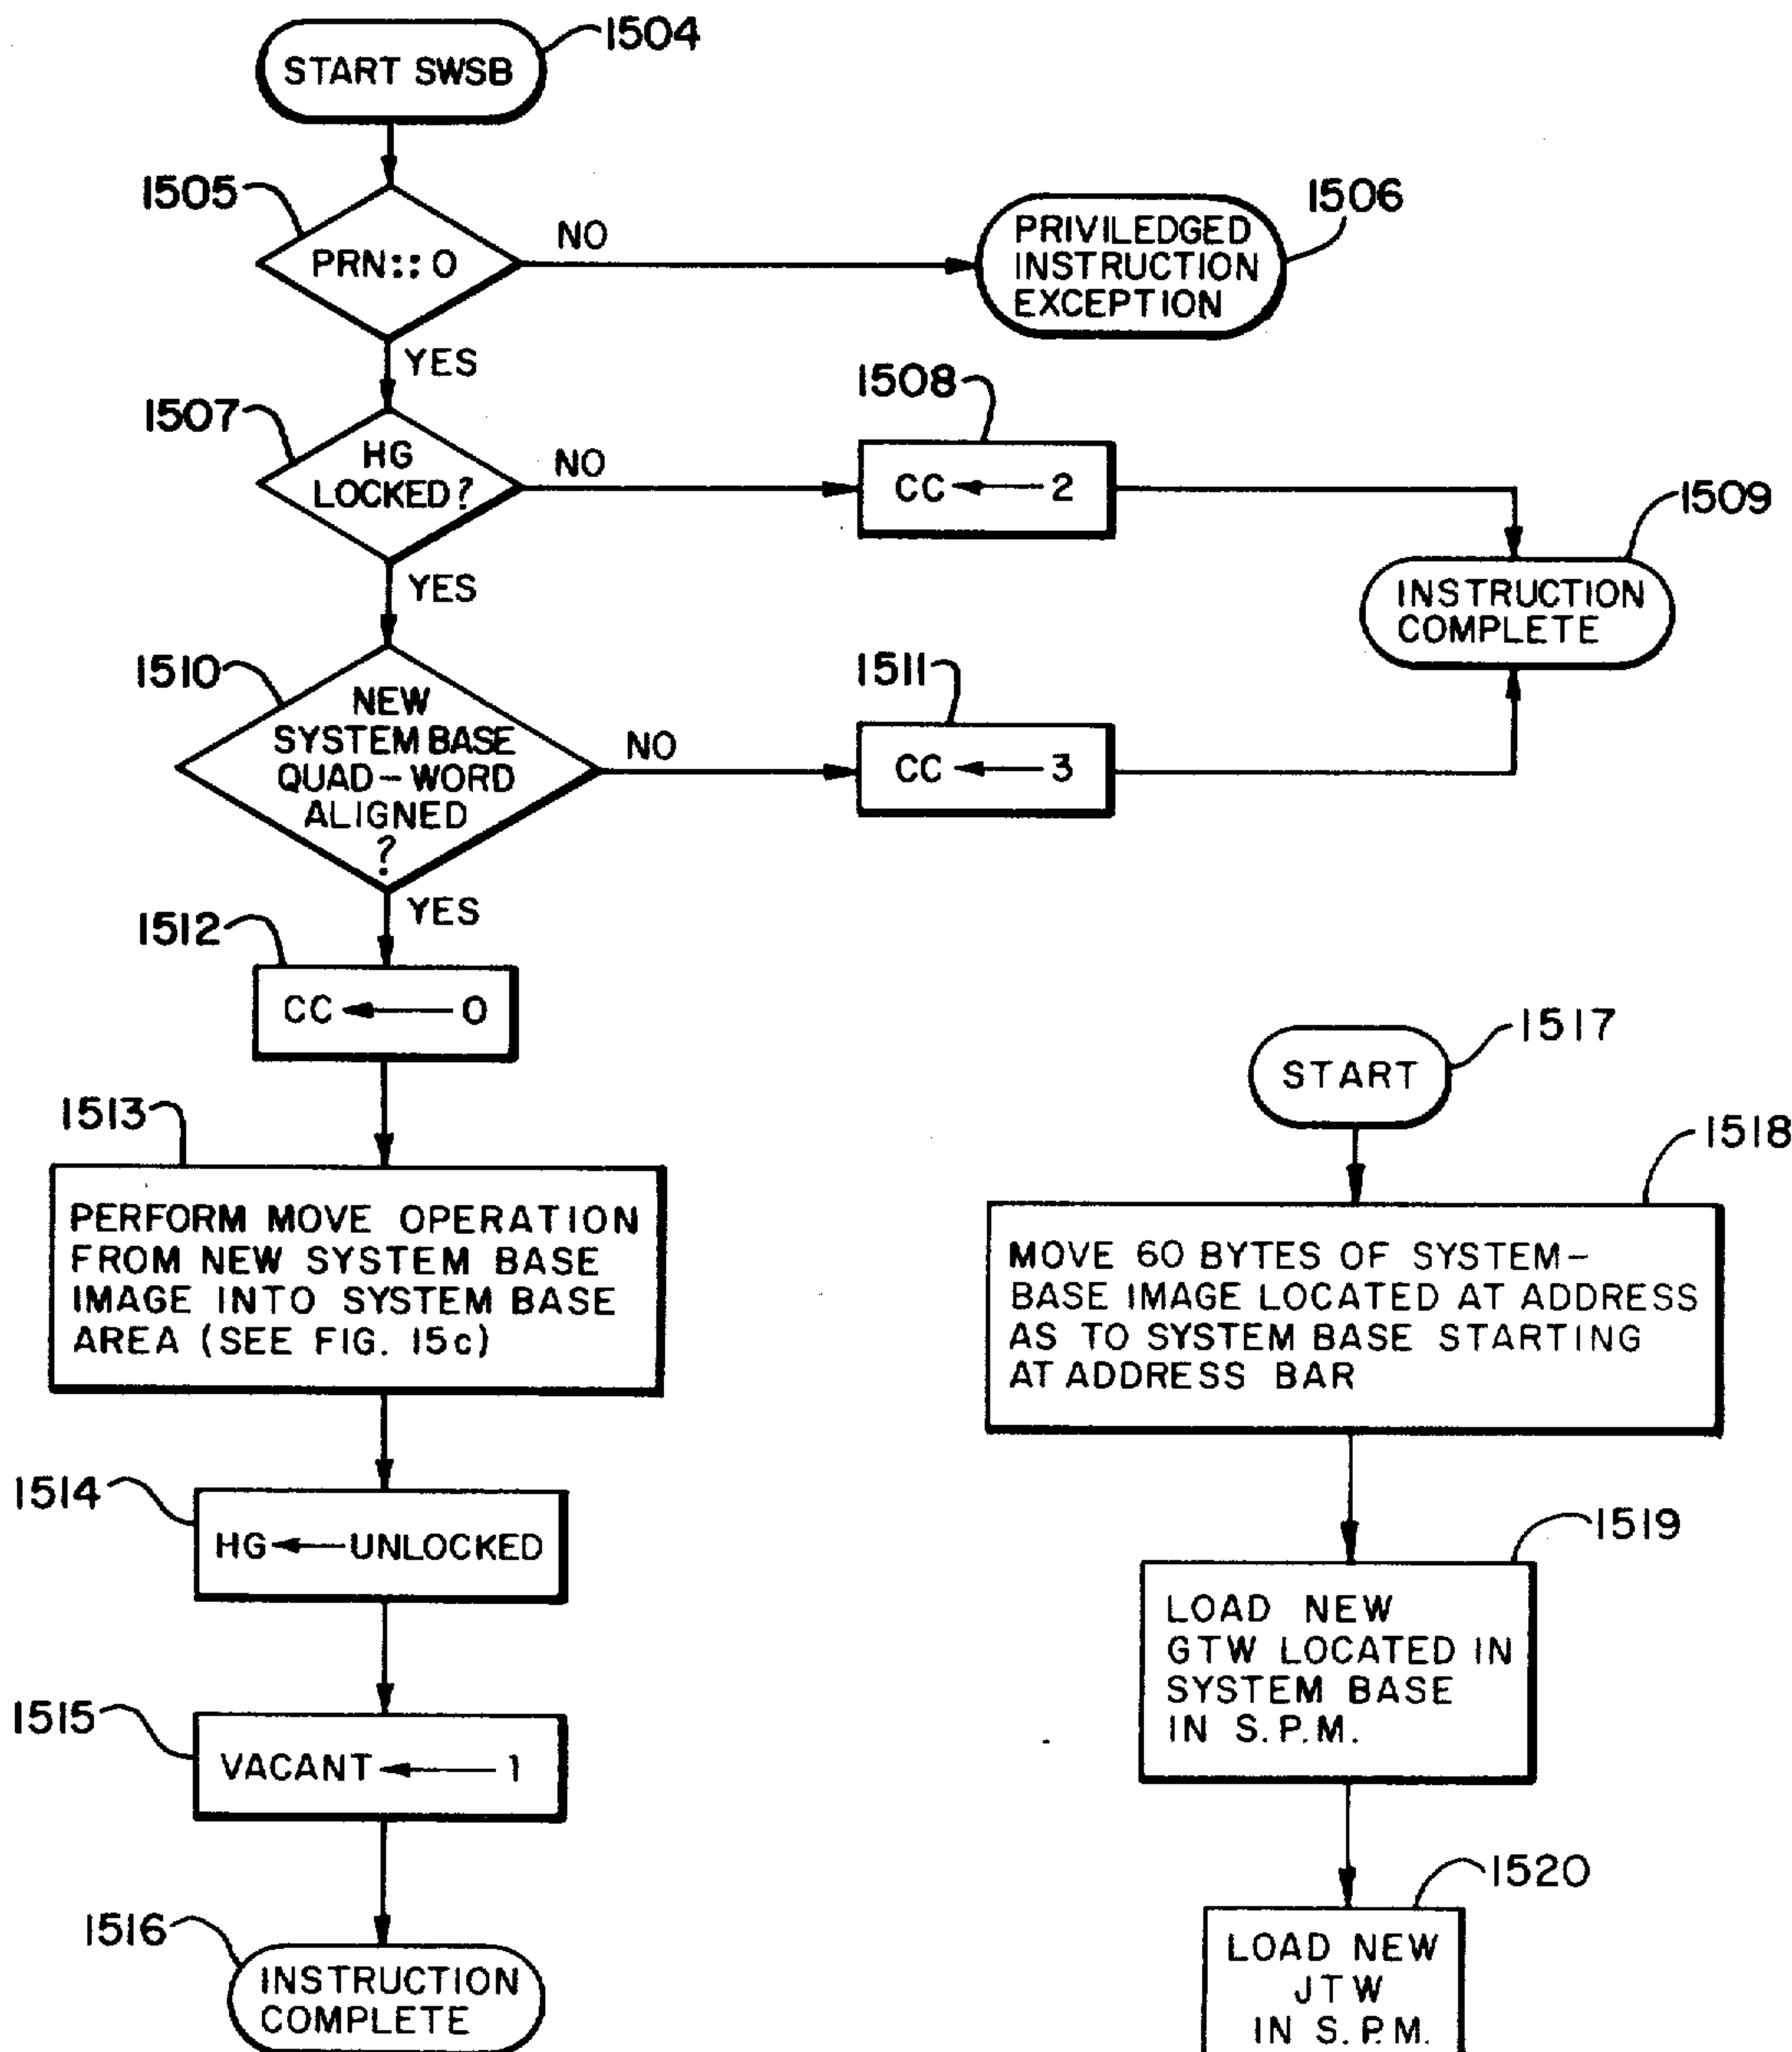 1504
START SWSB
1505
PRN:: 0
NO
1506
PRIVILEDGED
INSTRUCTION
EXCEPTION
YES
1507
HG
LOCKED?
NO
1508
CC ← 2
1509
INSTRUCTION
COMPLETE
YES
1510
NEW
SYSTEM BASE
QUAD-WORD
ALIGNED
?
NO
1511
CC ← 3
YES
1512
CC ← 0
1513
PERFORM MOVE OPERATION
FROM NEW SYSTEM BASE
IMAGE INTO SYSTEM BASE
AREA (SEE FIG. 15c)
1514
HG ← UNLOCKED
1515
VACANT ← 1
1516
INSTRUCTION
COMPLETE
1517
START
1518
MOVE 60 BYTES OF SYSTEM-
BASE IMAGE LOCATED AT ADDRESS
AS TO SYSTEM BASE STARTING
AT ADDRESS BAR
1519
LOAD NEW
GTW LOCATED IN
SYSTEM BASE
IN S.P.M.
1520
LOAD NEW
JTW
IN S.P.M.